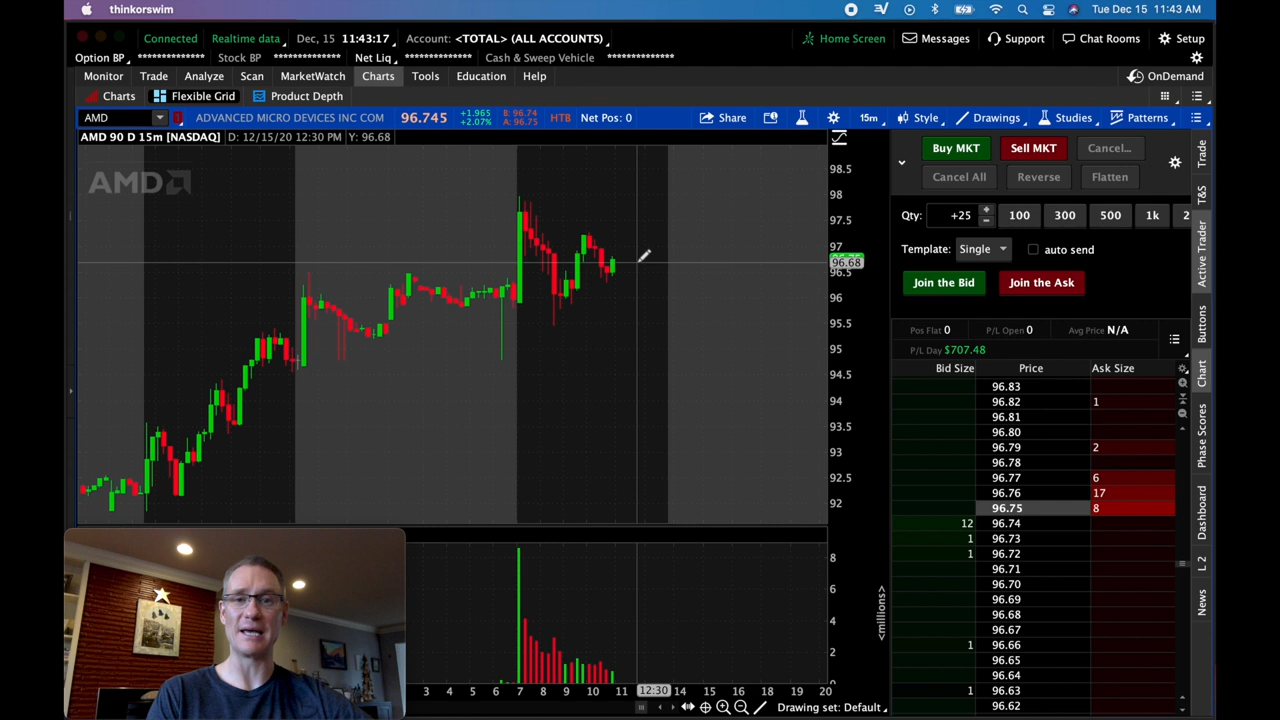 thinkorswim
Tue Dec 15 11:43 AM
Connected Realtime data Dec, 15 11:43:17 Account: <TOTAL> (ALL ACCOUNTS) Home Screen Messages Support Chat Rooms Setup
Option BP ************** Stock BP ************** Net Liq ************** Cash & Sweep Vehicle **************
Monitor Trade Analyze Scan MarketWatch Charts Tools Education Help OnDemand
Charts Flexible Grid Product Depth
AMD ADVANCED MICRO DEVICES INC COM 96.745 +1.965 B: 96.74 HTB Net Pos: 0 Share 15m Style Drawings Studies Patterns
+2.07% A: 96.75
AMD 90 D 15m [NASDAQ] D: 12/15/20 12:30 PM Y: 96.68
AMD
98.5
98
97.5
97
96.68
96.5
96
95.5
95
94.5
94
93.5
93
92.5
92
8
6
4
2
0
<millions>
3 4 5 6 7 8 9 10 11 12:30 14 15 16 17 18 19 20
Drawing set: Default
Buy MKT Sell MKT Cancel...
Cancel All Reverse Flatten
Qty: +25 100 300 500 1k 2
Template: Single auto send
Join the Bid Join the Ask
Pos Flat 0 P/L Open 0 Avg Price N/A
P/L Day $707.48
Bid Size Price Ask Size
96.83
96.82 1
96.81
96.80
96.79 2
96.78
96.77 6
96.76 17
96.75 8
12 96.74
1 96.73
1 96.72
96.71
96.70
96.69
96.68
96.67
1 96.66
96.65
96.64
1 96.63
96.62
Trade
T&S
Active Trader
Buttons
Chart
Phase Scores
Dashboard
L 2
News